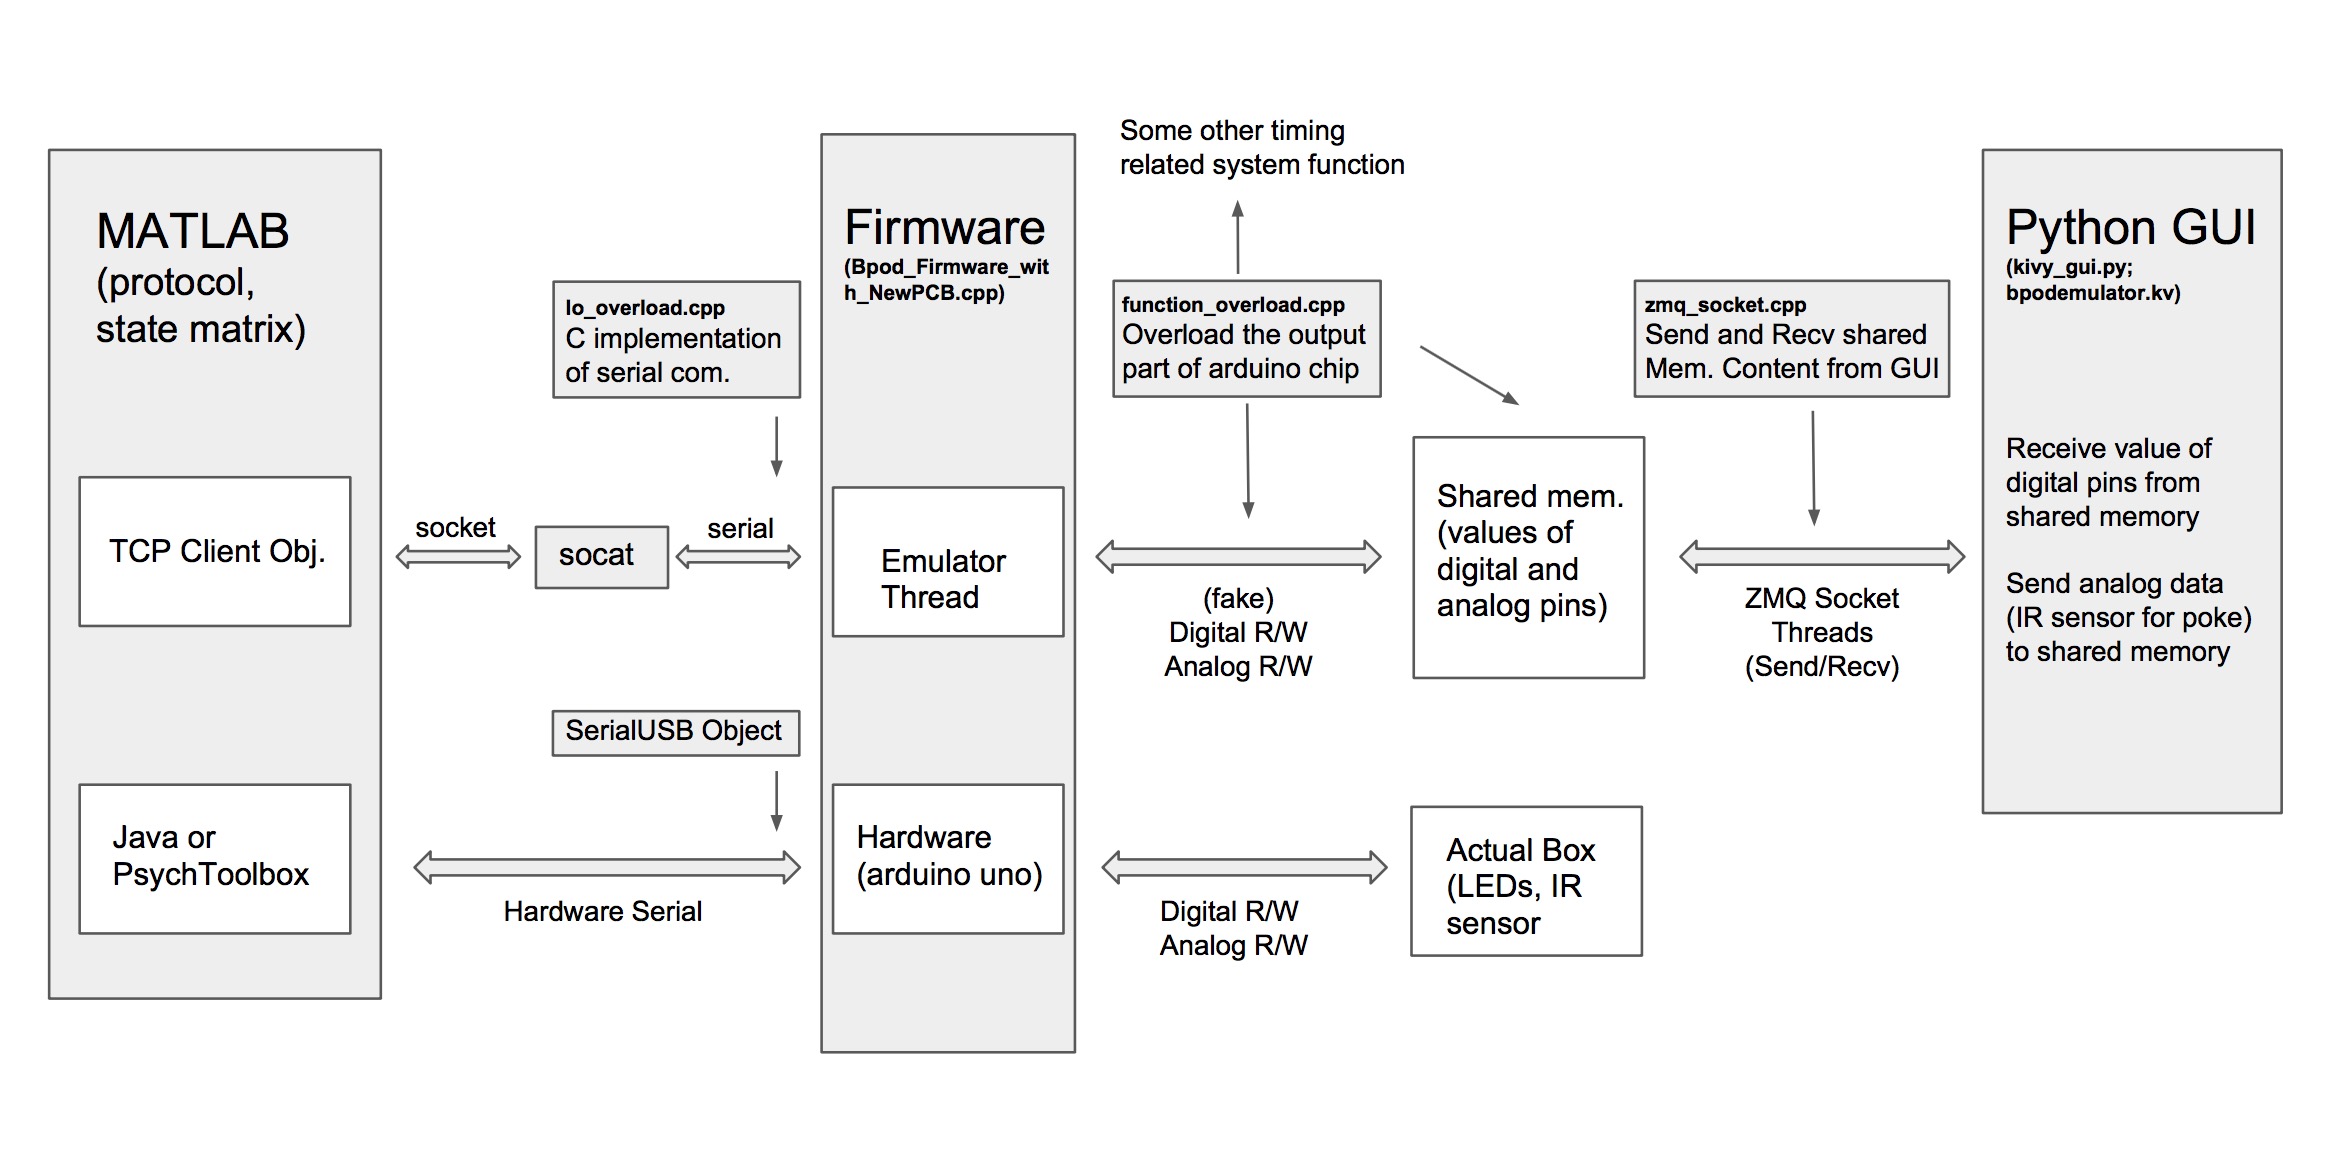 MATLAB
(protocol,
state matrix)
TCP Client Obj.
Java or
PsychToolbox
socket
socat
serial
Io_overload.cpp
C implementation
of serial com.
SerialUSB Object
Hardware Serial
Firmware
(Bpod_Firmware_wit
h_NewPCB.cpp)
Emulator
Thread
Hardware
(arduino uno)
Some other timing
related system function
function_overload.cpp
Overload the output
part of arduino chip
(fake)
Digital R/W
Analog R/W
Digital R/W
Analog R/W
Shared mem.
(values of
digital and
analog pins)
Actual Box
(LEDs, IR
sensor
zmq_socket.cpp
Send and Recv shared
Mem. Content from GUI
ZMQ Socket
Threads
(Send/Recv)
Python GUI
(kivy_gui.py;
bpodemulator.kv)
Receive value of
digital pins from
shared memory
Send analog data
(IR sensor for poke)
to shared memory